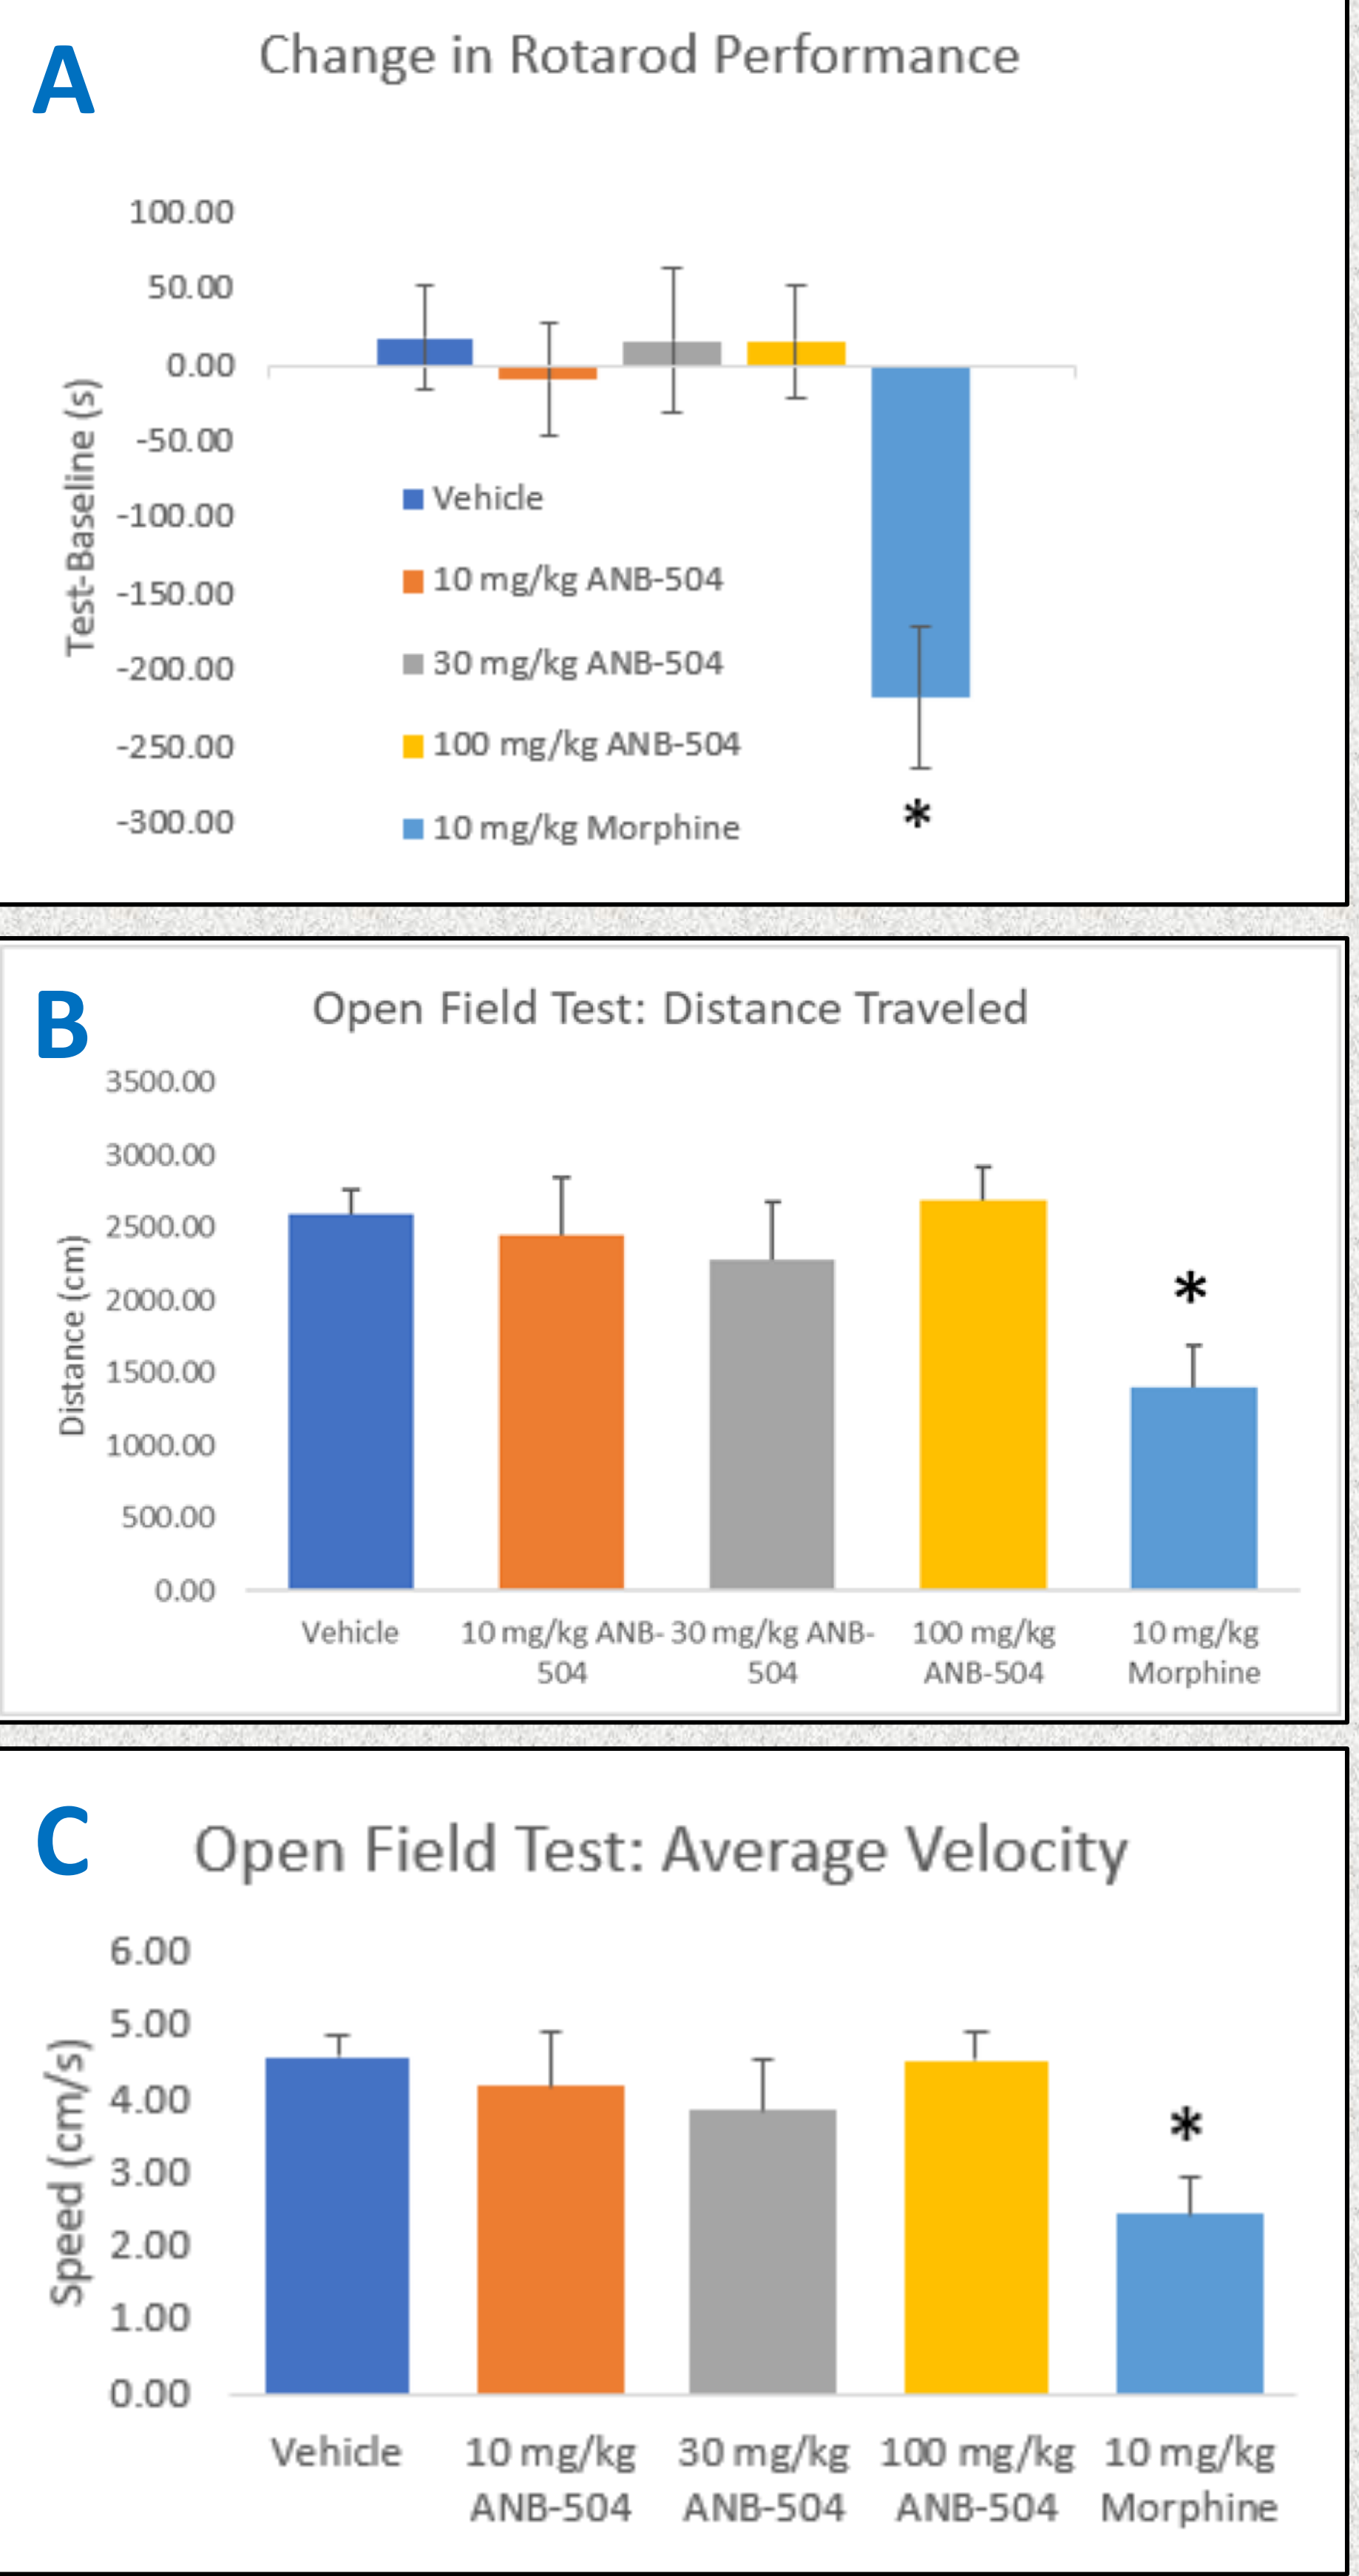 A
Change in Rotarod Performance
100.00
50.00
0.00
-50.00
-100.00
-150.00
-200.00
-250.00
-300.00
Test-Baseline (s)
Vehicle
10 mg/kg ANB-504
30 mg/kg ANB-504
100 mg/kg ANB-504
10 mg/kg Morphine
*
B
Open Field Test: Distance Traveled
3500.00
3000.00
2500.00
2000.00
1500.00
1000.00
500.00
0.00
Distance (cm)
*
Vehicle
10 mg/kg ANB-
504
30 mg/kg ANB-
504
100 mg/kg
ANB-504
10 mg/kg
Morphine
C
Open Field Test: Average Velocity
6.00
5.00
4.00
3.00
2.00
1.00
0.00
Speed (cm/s)
*
Vehicle
10 mg/kg
ANB-504
30 mg/kg
ANB-504
100 mg/kg
ANB-504
10 mg/kg
Morphine